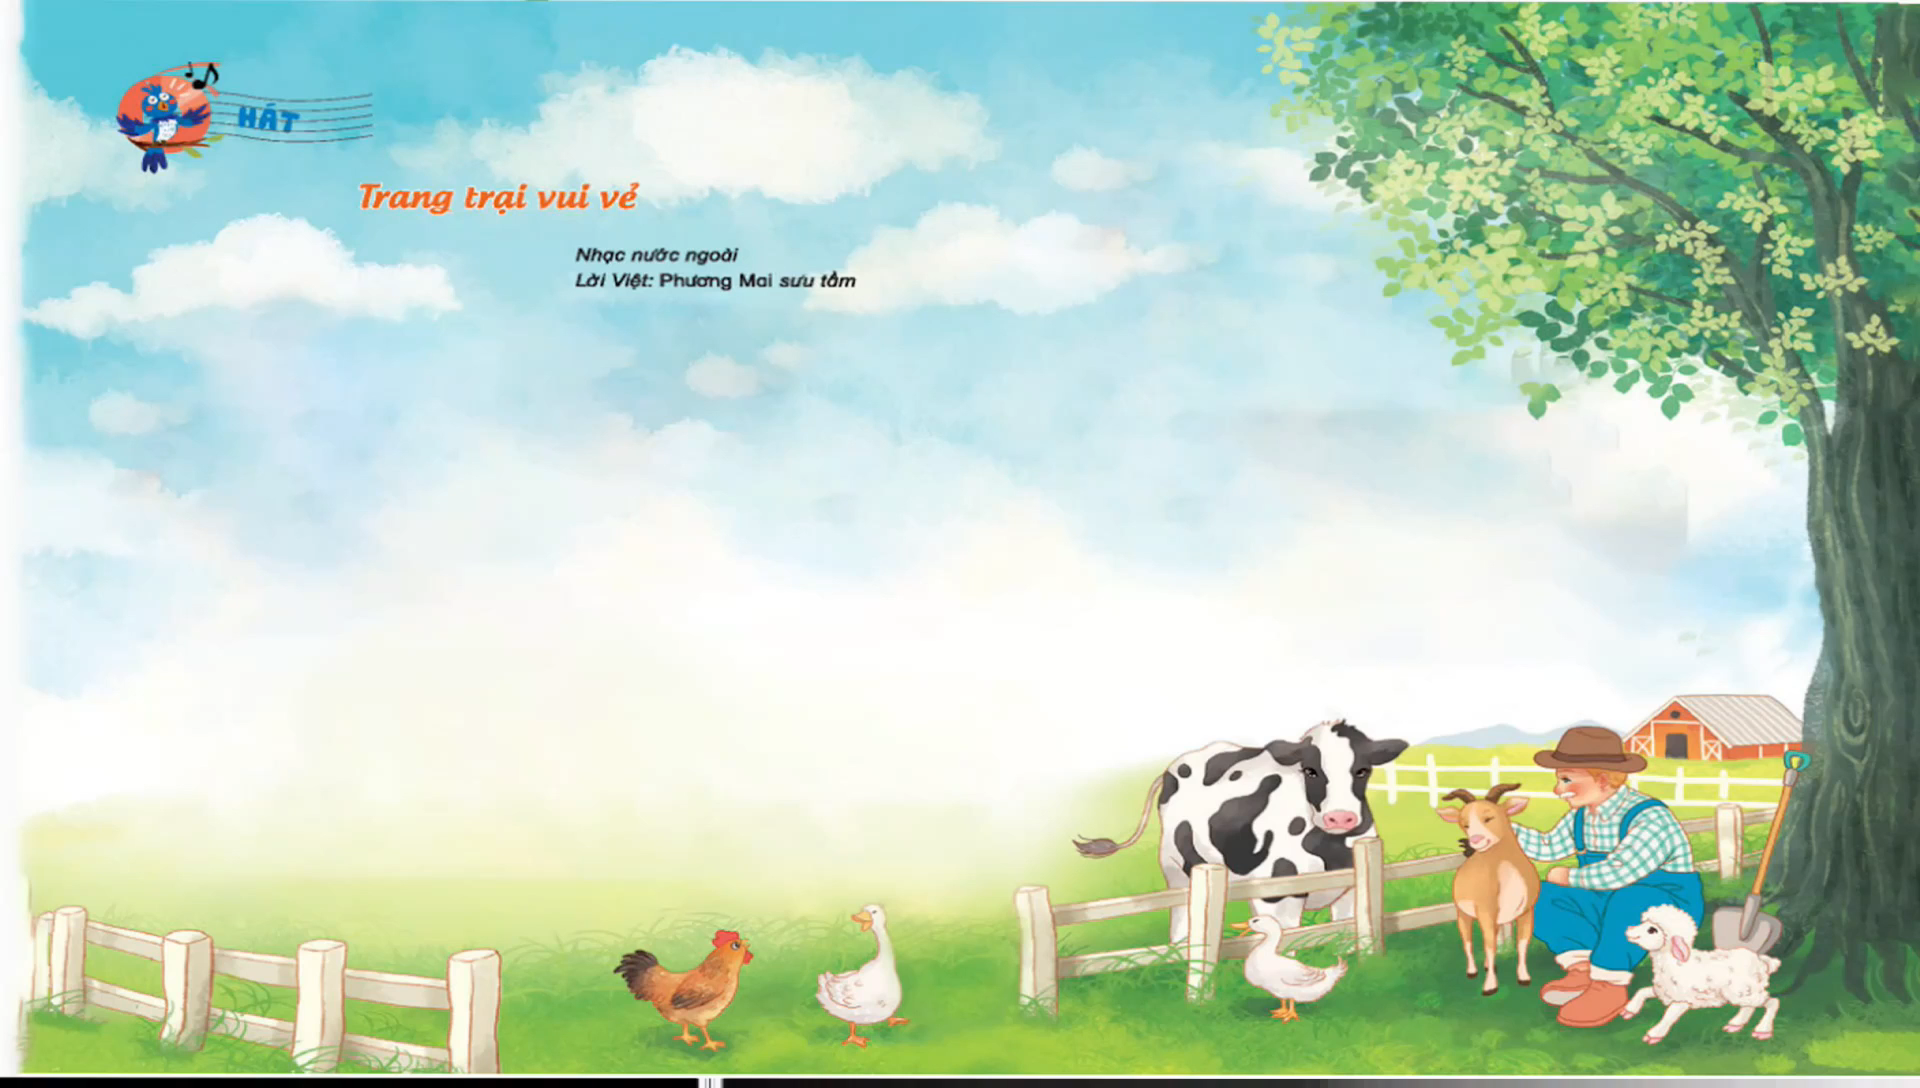 HÁT
Trang trại vui vẻ
Nhạc nước ngoài
Lời Việt: Phương Mai sưu tầm